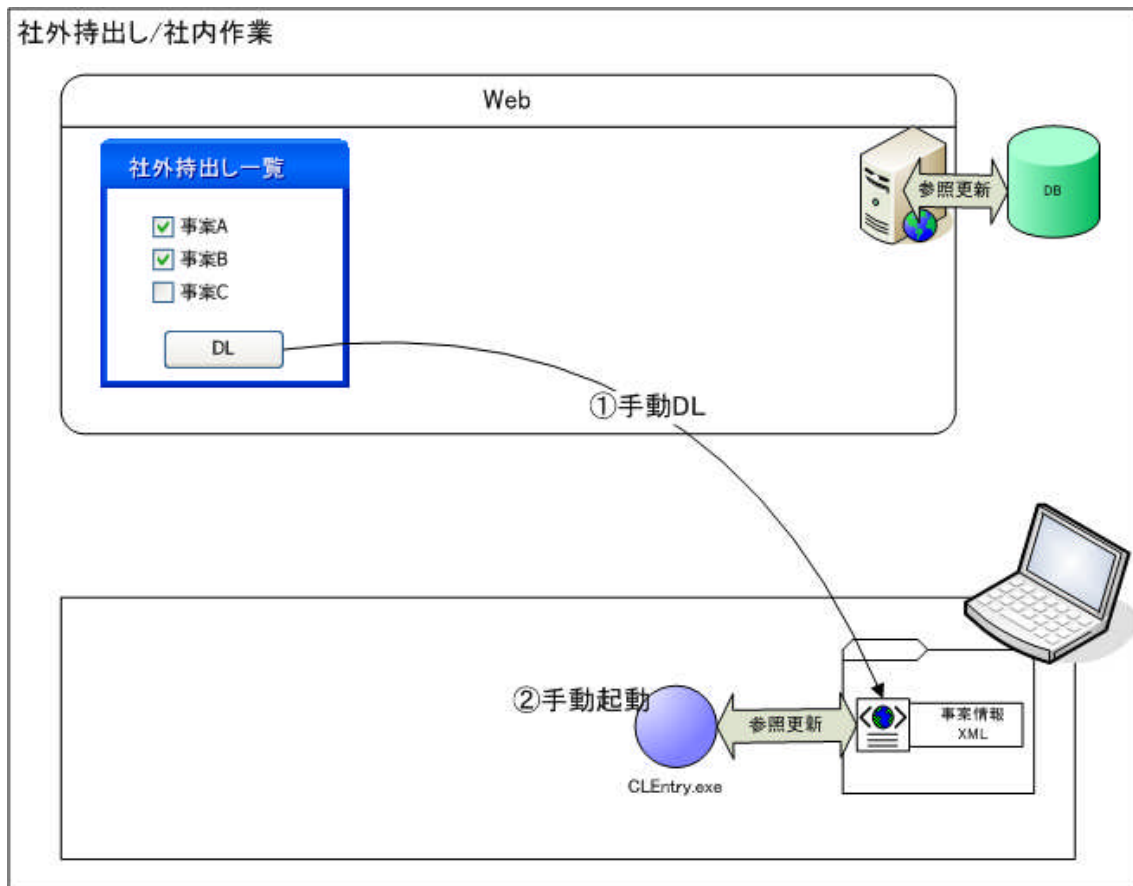 社外持出し/社内作業
Web
社外持出し一覧
事案A
事案B
事案C
DL
参照更新
DB
①手動DL
②手動起動
参照更新
事案情報
XML
CLEntry.exe